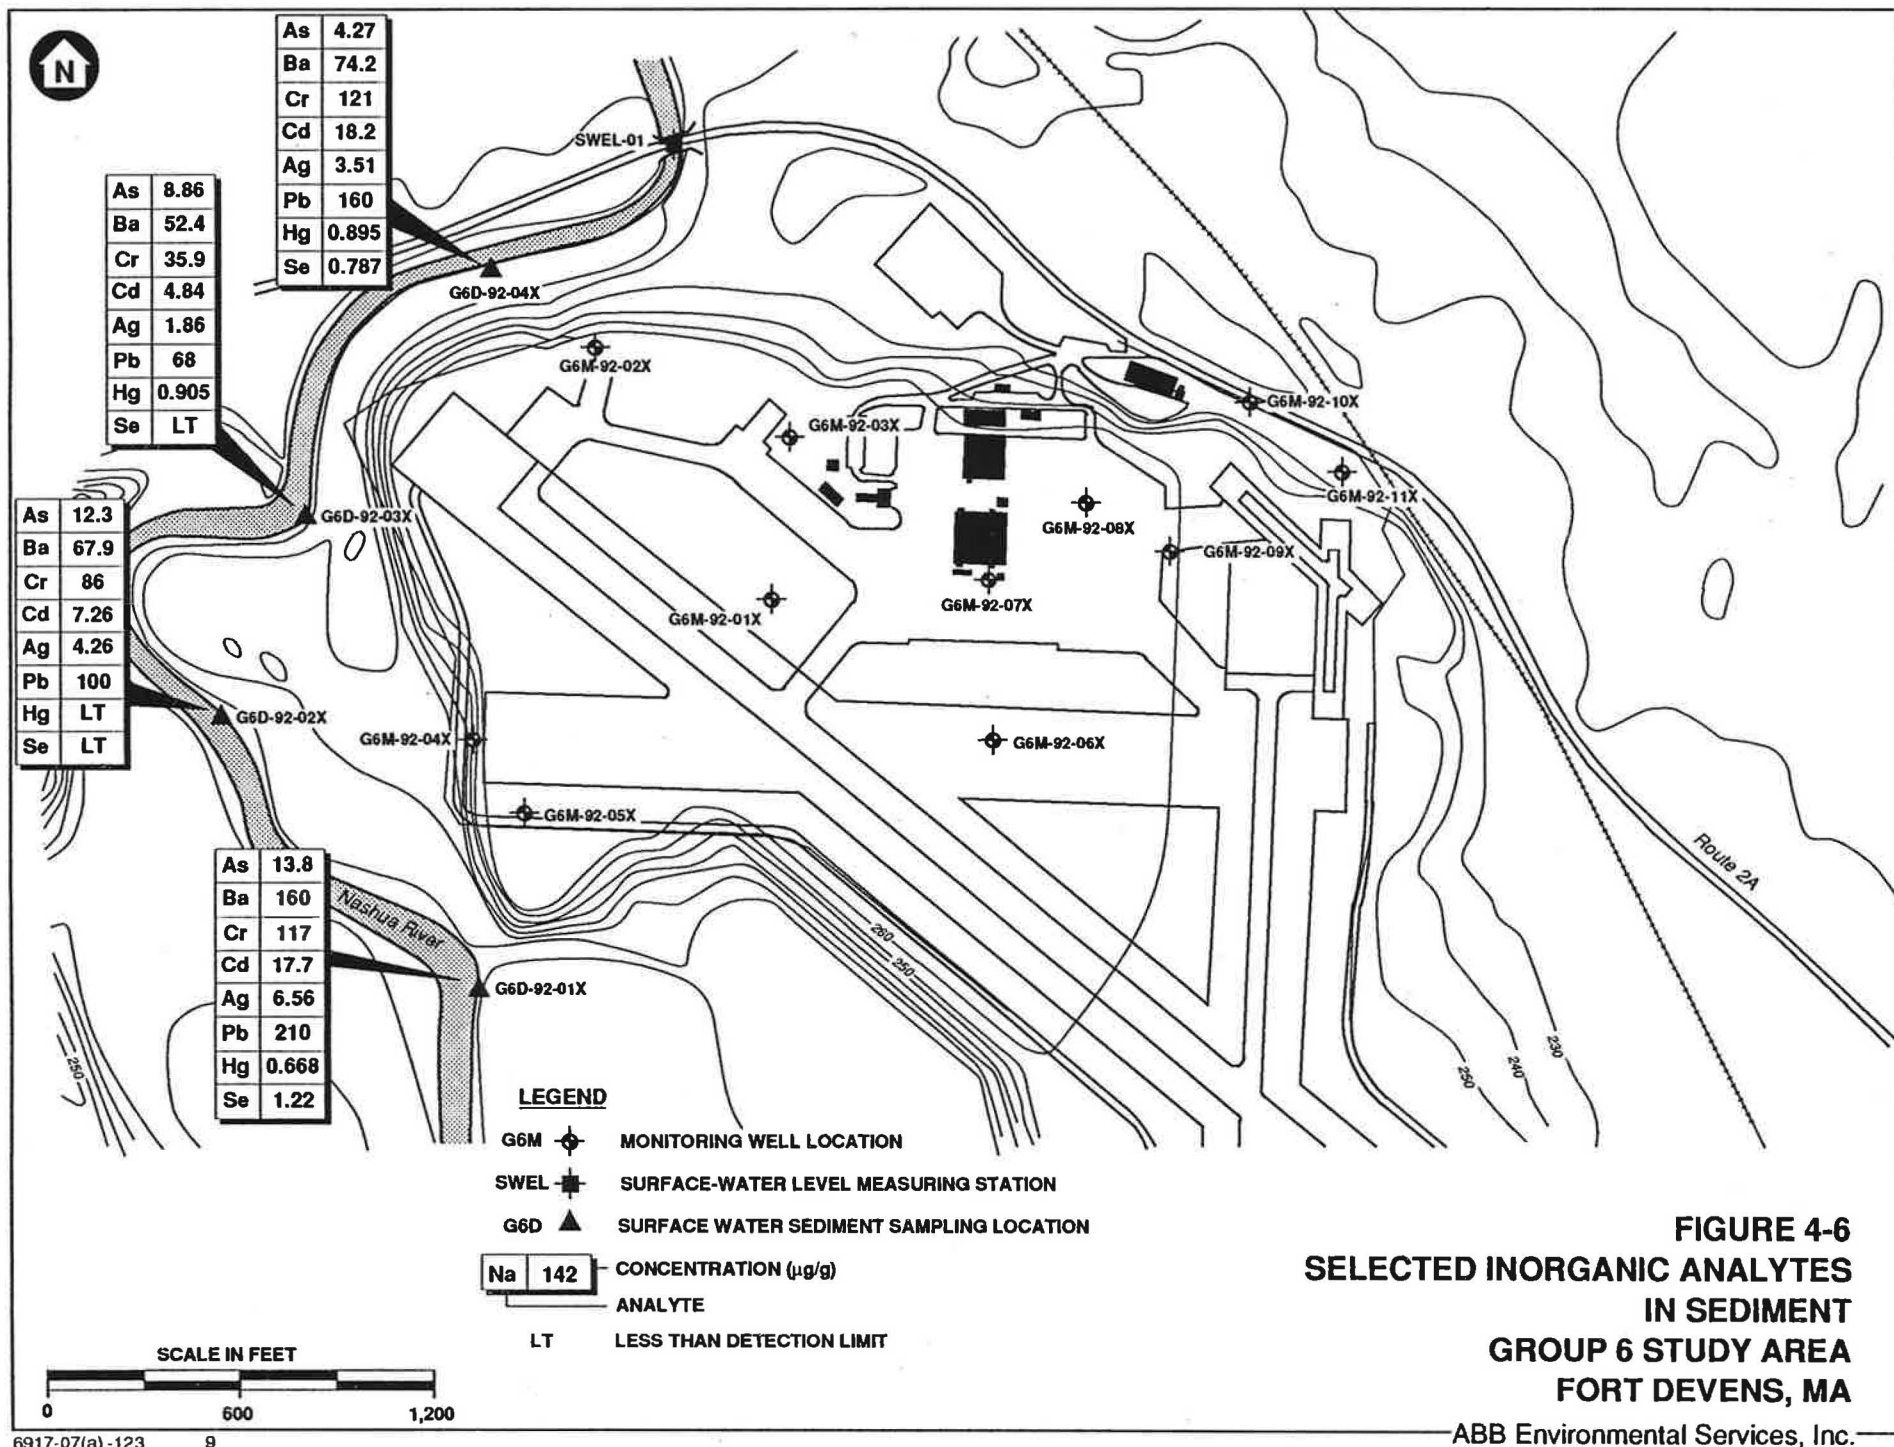 N
As 4.27
Ba 74.2
Cr 121
Cd 18.2
Ag 3.51
Pb 160
Hg 0.895
Se 0.787
SWEL-01
G6D-92-04X
As 8.86
Ba 52.4
Cr 35.9
Cd 4.84
Ag 1.86
Pb 68
Hg 0.905
Se LT
G6D-92-03X
As 12.3
Ba 67.9
Cr 86
Cd 7.26
Ag 4.26
Pb 100
Hg LT
Se LT
G6D-92-02X
As 13.8
Ba 160
Cr 117
Cd 17.7
Ag 6.56
Pb 210
Hg 0.668
Se 1.22
Nashua River
G6D-92-01X
G6M-92-02X
G6M-92-03X
G6M-92-10X
G6M-92-11X
G6M-92-08X
G6M-92-09X
G6M-92-07X
G6M-92-01X
G6M-92-04X
G6M-92-06X
G6M-92-05X
Route 2A
260
250
250
250
240
230
LEGEND
G6M MONITORING WELL LOCATION
SWEL SURFACE-WATER LEVEL MEASURING STATION
G6D SURFACE WATER SEDIMENT SAMPLING LOCATION
Na 142 CONCENTRATION (µg/g)
ANALYTE
LT LESS THAN DETECTION LIMIT
SCALE IN FEET
0 600 1,200
FIGURE 4-6
SELECTED INORGANIC ANALYTES
IN SEDIMENT
GROUP 6 STUDY AREA
FORT DEVENS, MA
ABB Environmental Services, Inc.
6917-07(a) -123 9